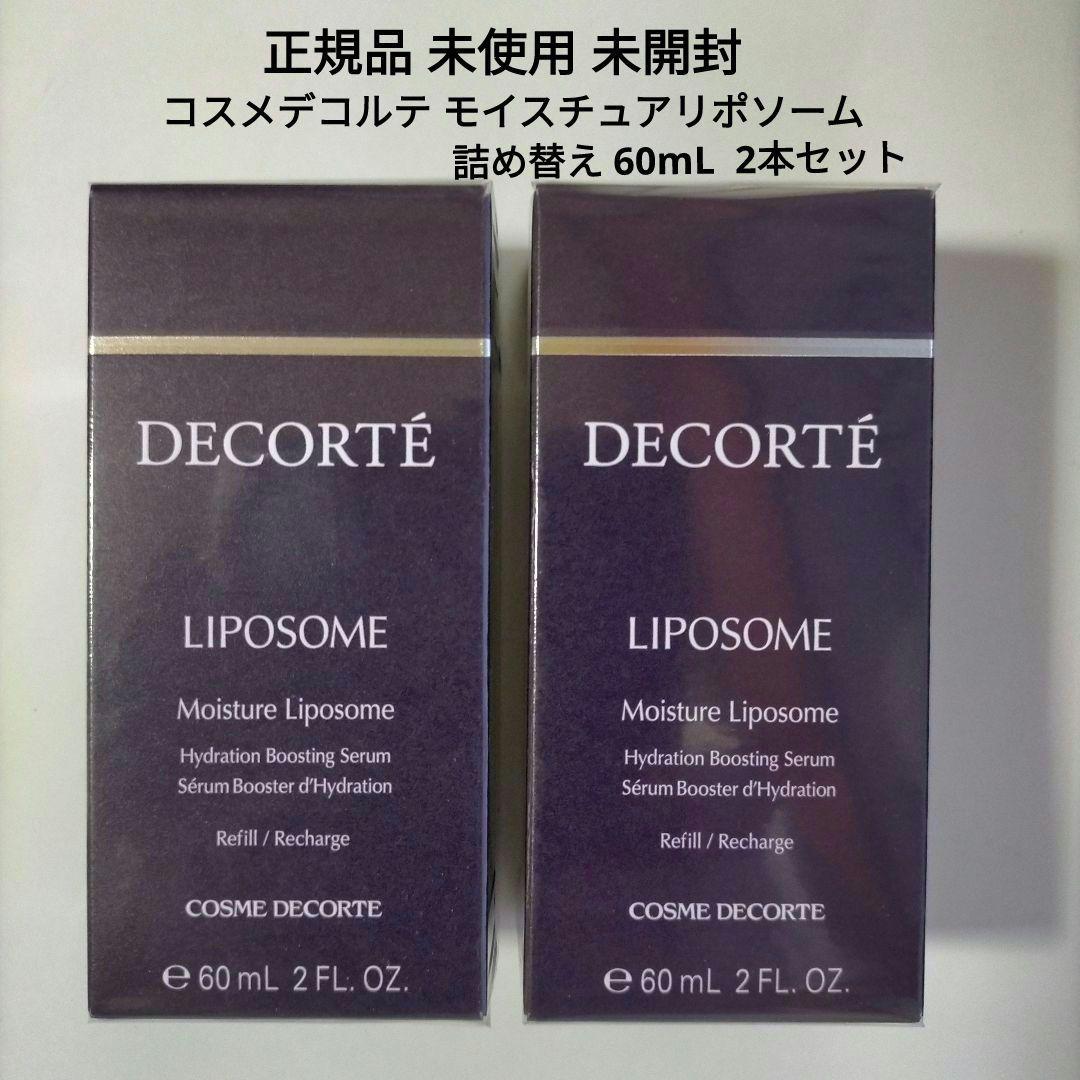 正規品 未使用 未開封
コスメデコルテ モイスチュアリポソーム
詰め替え 60mL 2本セット
DECORTÉ
LIPOSOME
Moisture Liposome
Hydration Boosting Serum
Sérum Booster d'Hydration
Refill / Recharge
COSME DECORTE
℮ 60 mL 2 FL. OZ.
DECORTÉ
LIPOSOME
Moisture Liposome
Hydration Boosting Serum
Sérum Booster d'Hydration
Refill / Recharge
COSME DECORTE
℮ 60 mL 2 FL. OZ.